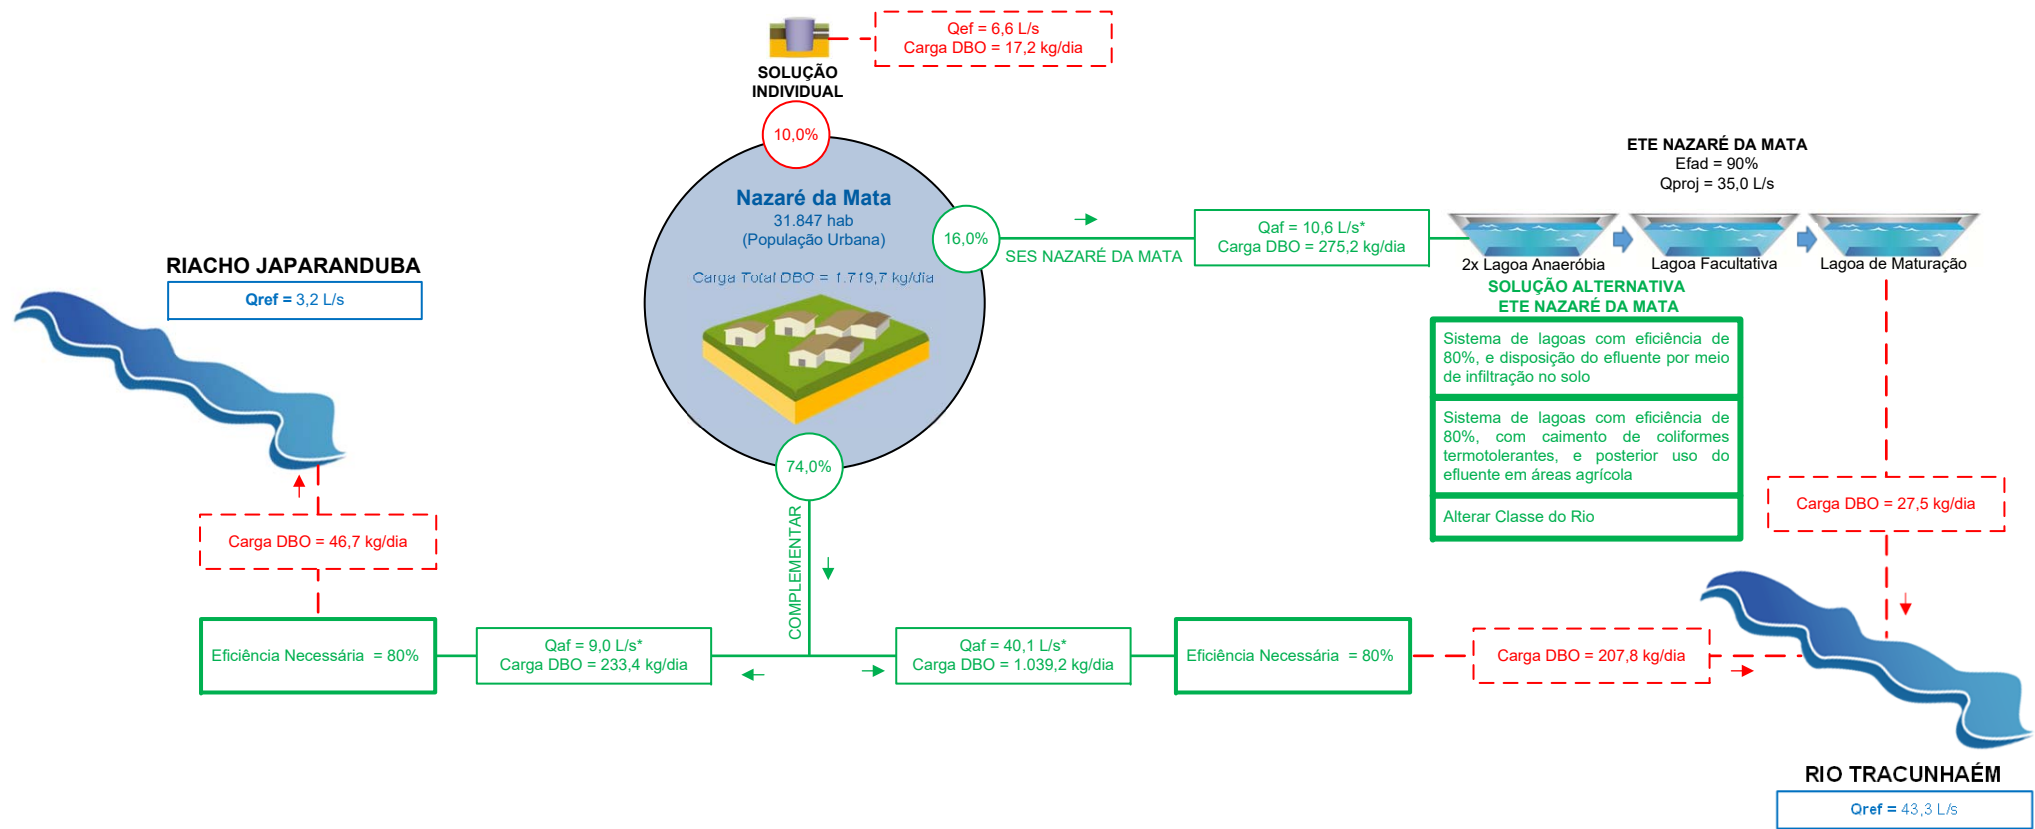 Qef = 6,6 L/s
Carga DBO = 17,2 kg/dia
SOLUÇÃO
INDIVIDUAL
10,0%
Nazaré da Mata
31.847 hab
(População Urbana)
Carga Total DBO = 1.719,7 kg/dia
16,0%
SES NAZARÉ DA MATA
Qaf = 10,6 L/s*
Carga DBO = 275,2 kg/dia
ETE NAZARÉ DA MATA
Efad = 90%
Qproj = 35,0 L/s
2x Lagoa Anaeróbia
Lagoa Facultativa
Lagoa de Maturação
SOLUÇÃO ALTERNATIVA
ETE NAZARÉ DA MATA
Sistema de lagoas com eficiência de
80%, e disposição do efluente por meio
de infiltração no solo
Sistema de lagoas com eficiência de
80%, com caimento de coliformes
termotolerantes, e posterior uso do
efluente em áreas agrícola
Alterar Classe do Rio
Carga DBO = 27,5 kg/dia
RIACHO JAPARANDUBA
Qref = 3,2 L/s
Carga DBO = 46,7 kg/dia
74,0%
COMPLEMENTAR
Eficiência Necessária = 80%
Qaf = 9,0 L/s*
Carga DBO = 233,4 kg/dia
Qaf = 40,1 L/s*
Carga DBO = 1.039,2 kg/dia
Eficiência Necessária = 80%
Carga DBO = 207,8 kg/dia
RIO TRACUNHAÉM
Qref = 43,3 L/s